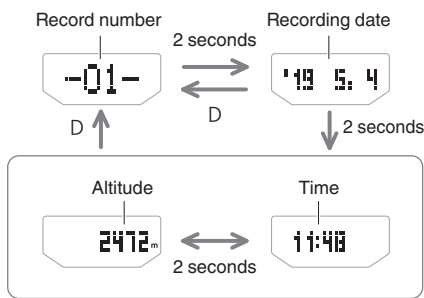 Record number
Recording date
2 seconds
-01-
'19 5. 4
D
D
2 seconds
Altitude
Time
2472m
11:48
2 seconds